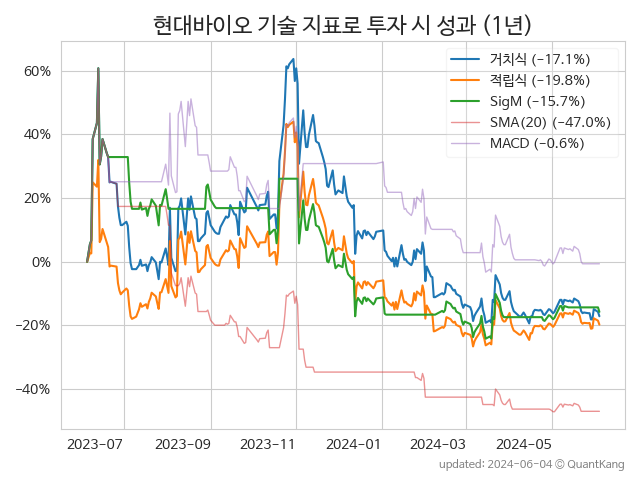 현대바이오 기술 지표로 투자 시 성과 (1년)
거치식 (−17.1%)
적립식 (−19.8%)
SigM (−15.7%)
SMA(20) (−47.0%)
MACD (−0.6%)
60%
40%
20%
0%
−20%
−40%
2023-07 2023-09 2023-11 2024-01 2024-03 2024-05
updated: 2024-06-04 © QuantKang